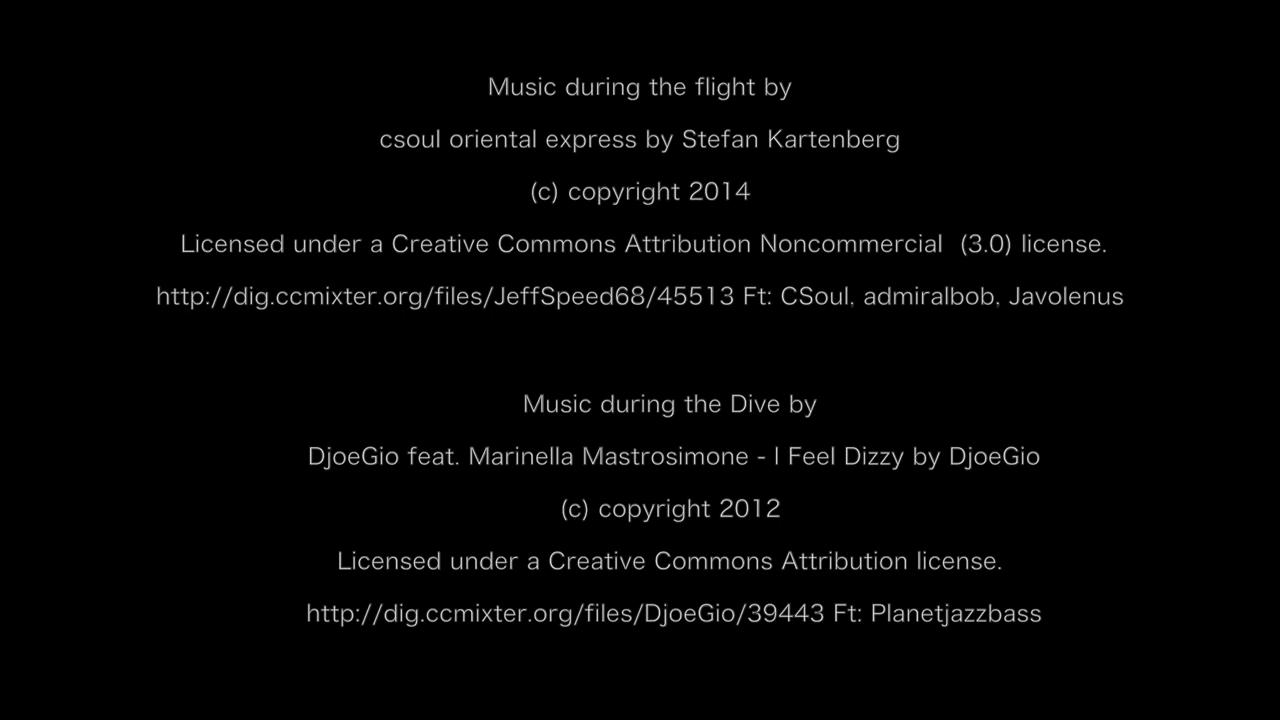 Music during the flight by
csoul oriental express by Stefan Kartenberg
(c) copyright 2014
Licensed under a Creative Commons Attribution Noncommercial  (3.0) license.
http://dig.ccmixter.org/files/JeffSpeed68/45513 Ft: CSoul, admiralbob, Javolenus
Music during the Dive by
DjoeGio feat. Marinella Mastrosimone - I Feel Dizzy by DjoeGio
(c) copyright 2012
Licensed under a Creative Commons Attribution license.
http://dig.ccmixter.org/files/DjoeGio/39443 Ft: Planetjazzbass